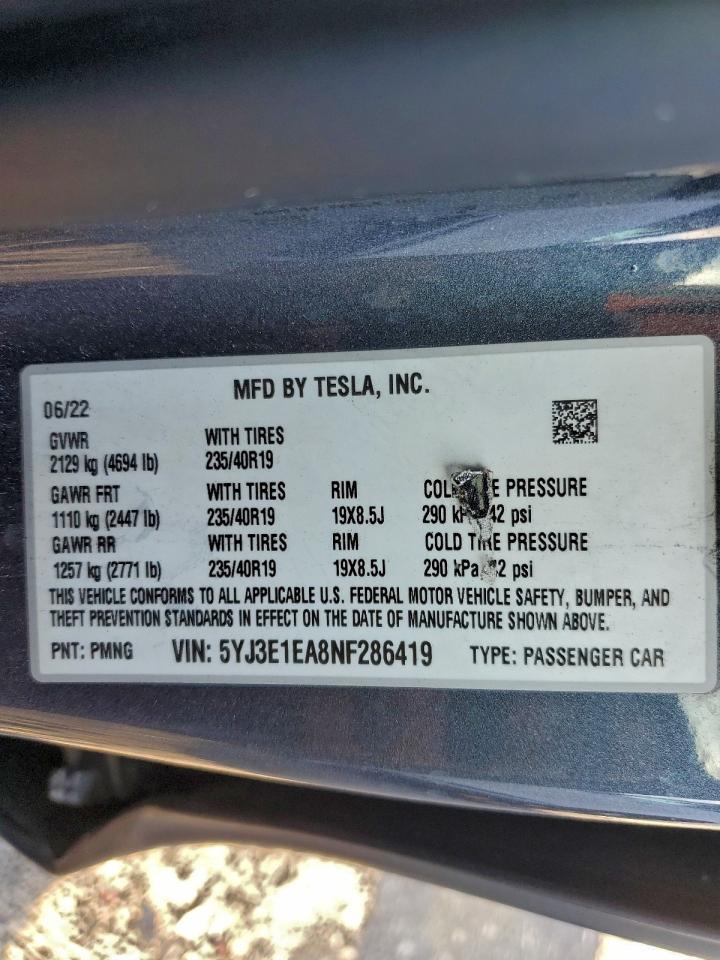 MFD BY TESLA, INC.
06/22
GVWR WITH TIRES
2129 kg (4694 lb) 235/40R19
GAWR FRT WITH TIRES RIM PRESSURE
1110 kg (2447 lb) 235/40R19 19X8.5J 290 42 psi
GAWR RR WITH TIRES RIM COLD TIRE PRESSURE
1257 kg (2771 lb) 235/40R19 19X8.5J 290 kPa psi
THIS VEHICLE CONFORMS TO ALL APPLICABLE U.S. FEDERAL MOTOR VEHICLE SAFETY, BUMPER, AND
THEFT PREVENTION STANDARDS IN EFFECT ON THE DATE OF MANUFACTURE SHOWN ABOVE.
PNT: PMNG VIN: 5YJ3E1EA8NF286419 TYPE: PASSENGER CAR